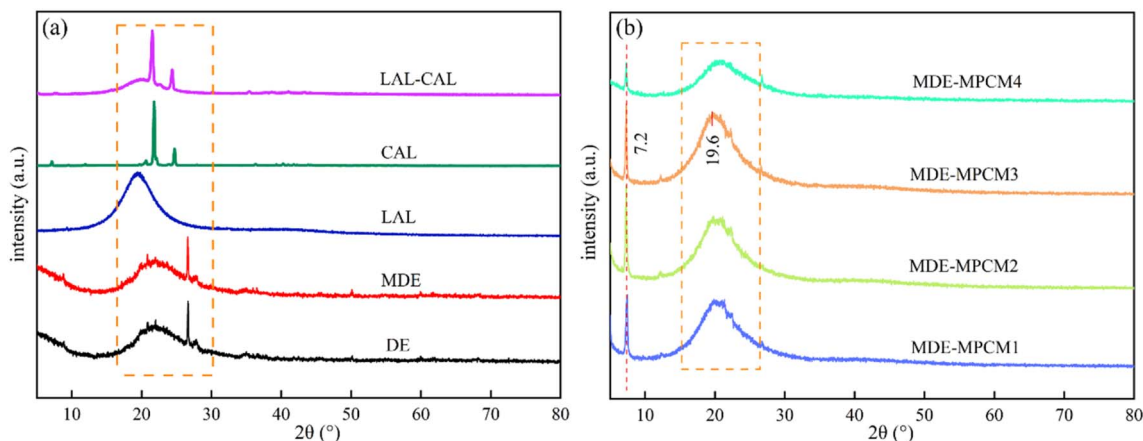 (a)
LAL-CAL
CAL
LAL
MDE
DE
intensity (a.u.)
10 20 30 40 50 60 70 80
2θ (°)
(b)
MDE-MPCM4
7.2
19.6
MDE-MPCM3
MDE-MPCM2
MDE-MPCM1
intensity (a.u.)
10 20 30 40 50 60 70 80
2θ (°)